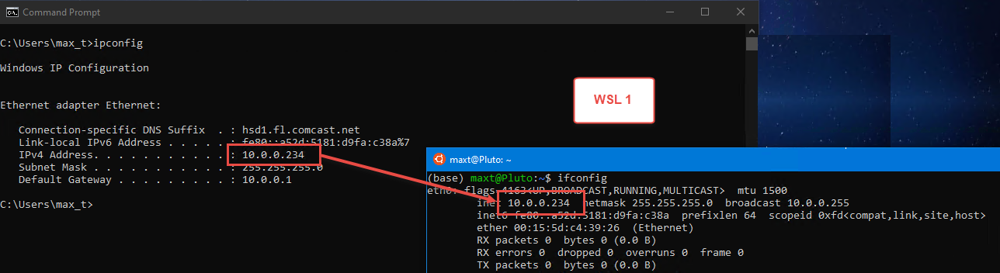 Command Prompt
C:\Users\max_t>ipconfig
Windows IP Configuration
Ethernet adapter Ethernet:
Connection-specific DNS Suffix  . : hsd1.fl.comcast.net
Link-local IPv6 Address . . . . . : fe80::a52d:5181:d9fa:c38a%7
IPv4 Address. . . . . . . . . . . : 10.0.0.234
Subnet Mask . . . . . . . . . . . : 255.255.255.0
Default Gateway . . . . . . . . . : 10.0.0.1
C:\Users\max_t>
WSL 1
maxt@Pluto: ~
(base) maxt@Pluto:~$ ifconfig
eth0: flags=4163<UP,BROADCAST,RUNNING,MULTICAST>  mtu 1500
inet 10.0.0.234  netmask 255.255.255.0  broadcast 10.0.0.255
inet6 fe80::a52d:5181:d9fa:c38a  prefixlen 64  scopeid 0xfd<compat,link,site,host>
ether 00:15:5d:c4:39:26  (Ethernet)
RX packets 0  bytes 0 (0.0 B)
RX errors 0  dropped 0  overruns 0  frame 0
TX packets 0  bytes 0 (0.0 B)